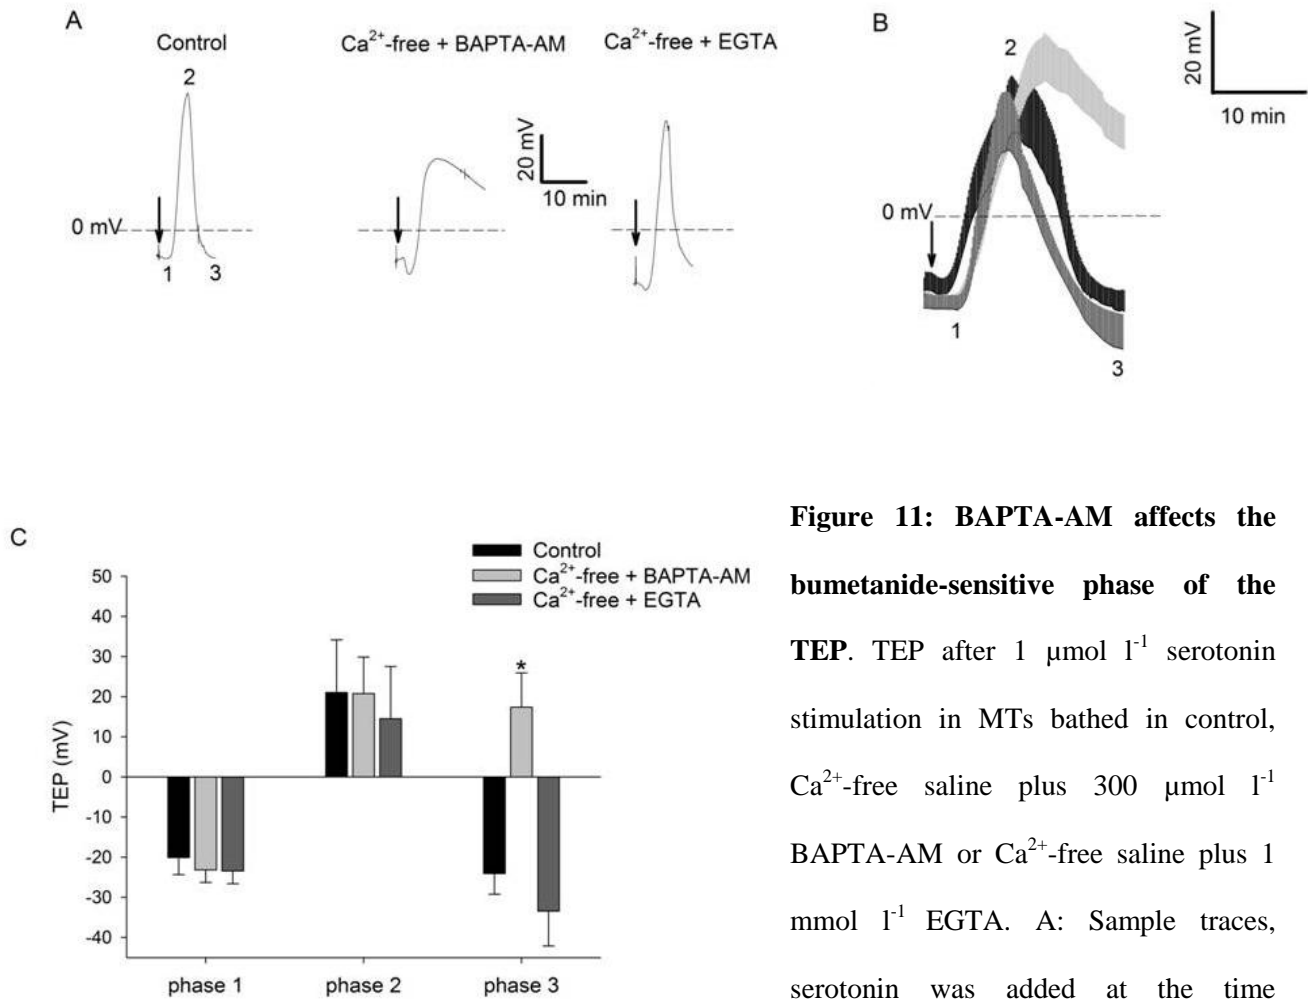 A
Control
Ca²⁺-free + BAPTA-AM
Ca²⁺-free + EGTA
2
20 mV
10 min
0 mV
1
3
B
2
20 mV
10 min
0 mV
1
3
C
Control
Ca²⁺-free + BAPTA-AM
Ca²⁺-free + EGTA
50
40
30
20
10
0
-10
-20
-30
-40
TEP (mV)
*
phase 1
phase 2
phase 3
Figure 11: BAPTA-AM affects the
bumetanide-sensitive phase of the
TEP. TEP after 1 µmol l⁻¹ serotonin
stimulation in MTs bathed in control,
Ca²⁺-free saline plus 300 µmol l⁻¹
BAPTA-AM or Ca²⁺-free saline plus 1
mmol l⁻¹ EGTA. A: Sample traces,
serotonin was added at the time